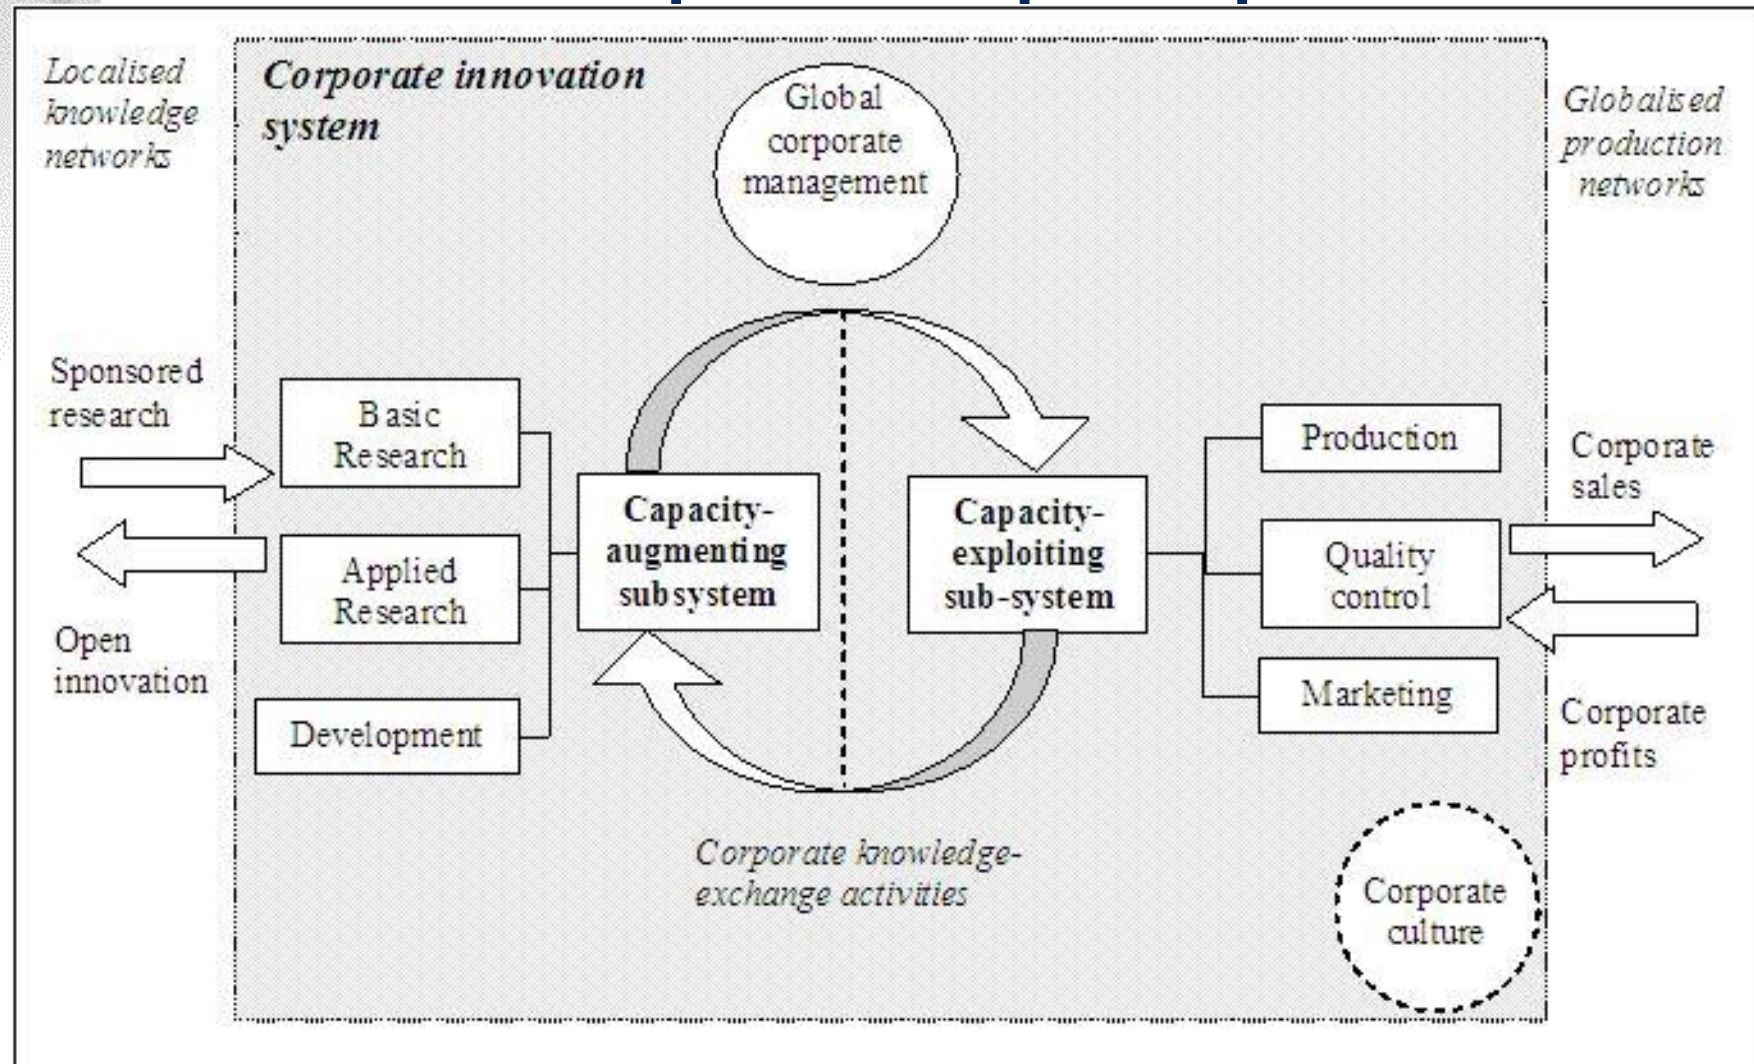 Localised
knowledge
networks
Corporate innovation
system
Global
corporate
management
Globalised
production
networks
Sponsored
research
Open
innovation
Basic
Research
Applied
Research
Development
Capacity-
augmenting
subsystem
Capacity-
exploiting
sub-system
Production
Quality
control
Marketing
Corporate
sales
Corporate
profits
Corporate knowledge-
exchange activities
Corporate
culture